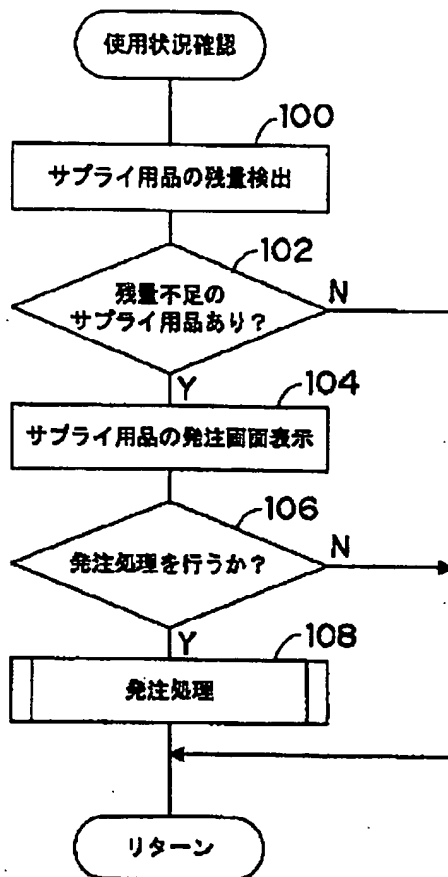 使用状況確認
100
サプライ用品の残量検出
102
残量不足の
サプライ用品あり?
N
Y
104
サプライ用品の発注画面表示
106
発注処理を行うか?
N
Y
108
発注処理
リターン